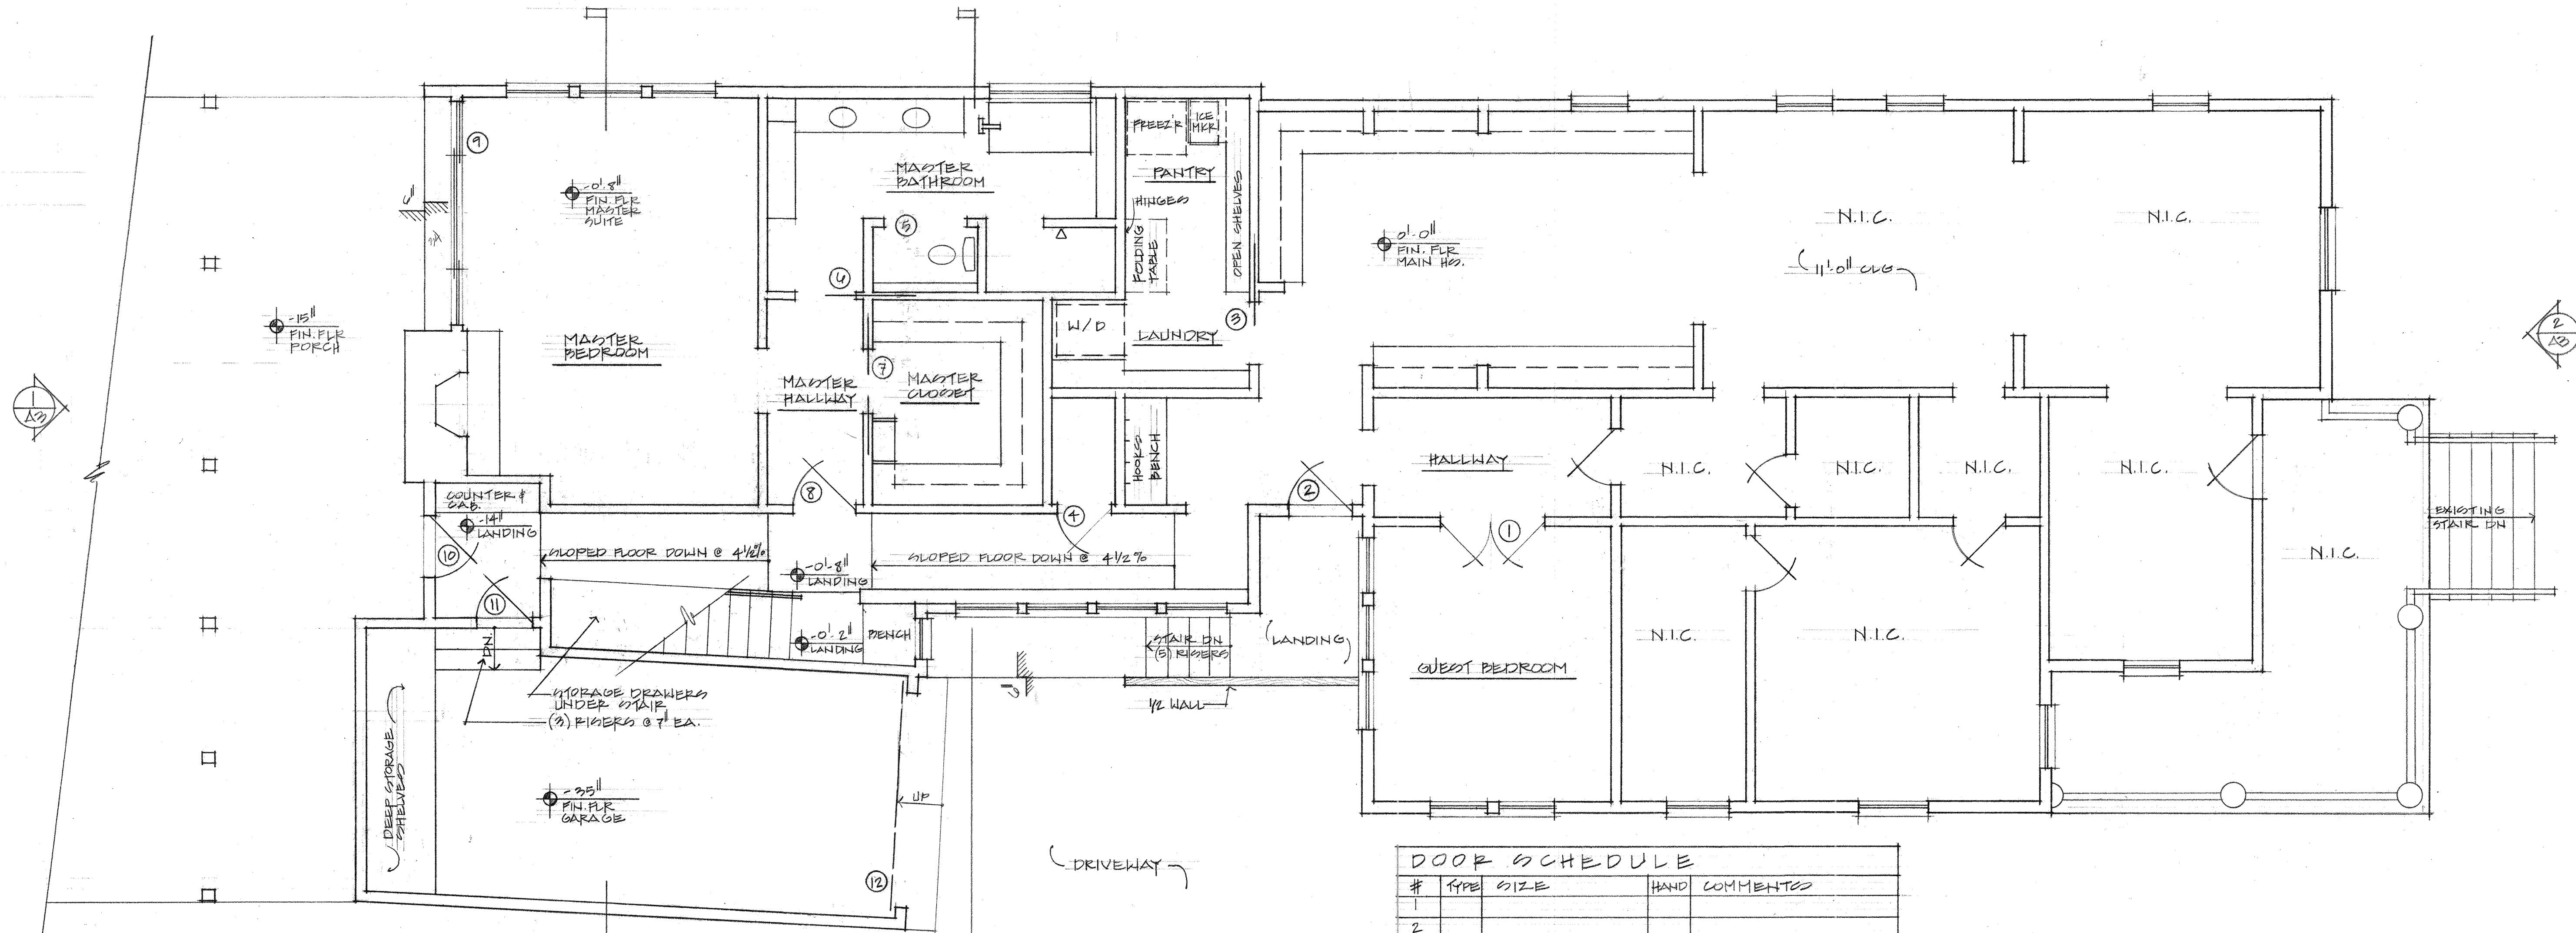 FREEZ'R
ICE
MKR
9
-0'-8"
FIN. FLR
MASTER
SUITE
6"
MASTER
BATHROOM
PANTRY
HINGES
FOLDING
TABLE
OPEN SHELVES
5
6
0'-0"
FIN. FLR
MAIN HS.
N.I.C.
N.I.C.
11'-0" CLG
-15"
FIN. FLR
PORCH
MASTER
BEDROOM
W/D
LAUNDRY
3
2
A3
1
A3
MASTER
HALLWAY
7
MASTER
CLOSET
HOOKS
BENCH
HALLWAY
N.I.C.
N.I.C.
N.I.C.
N.I.C.
COUNTER &
CAB.
-14"
LANDING
8
4
2
1
EXISTING
STAIR DN
N.I.C.
10
SLOPED FLOOR DOWN @ 4 1/2%
SLOPED FLOOR DOWN @ 4 1/2%
-0'-8"
LANDING
11
DN.
-0'-2"
LANDING
BENCH
STAIR DN
(5) RISERS
LANDING
N.I.C.
N.I.C.
GUEST BEDROOM
6"
1/2 WALL
STORAGE DRAWERS
UNDER STAIR
(3) RISERS @ 7" EA.
DEEP STORAGE
SHELVES
-35"
FIN. FLR
GARAGE
UP
12
DRIVEWAY
DOOR SCHEDULE
# TYPE SIZE HAND COMMENTS
1
2